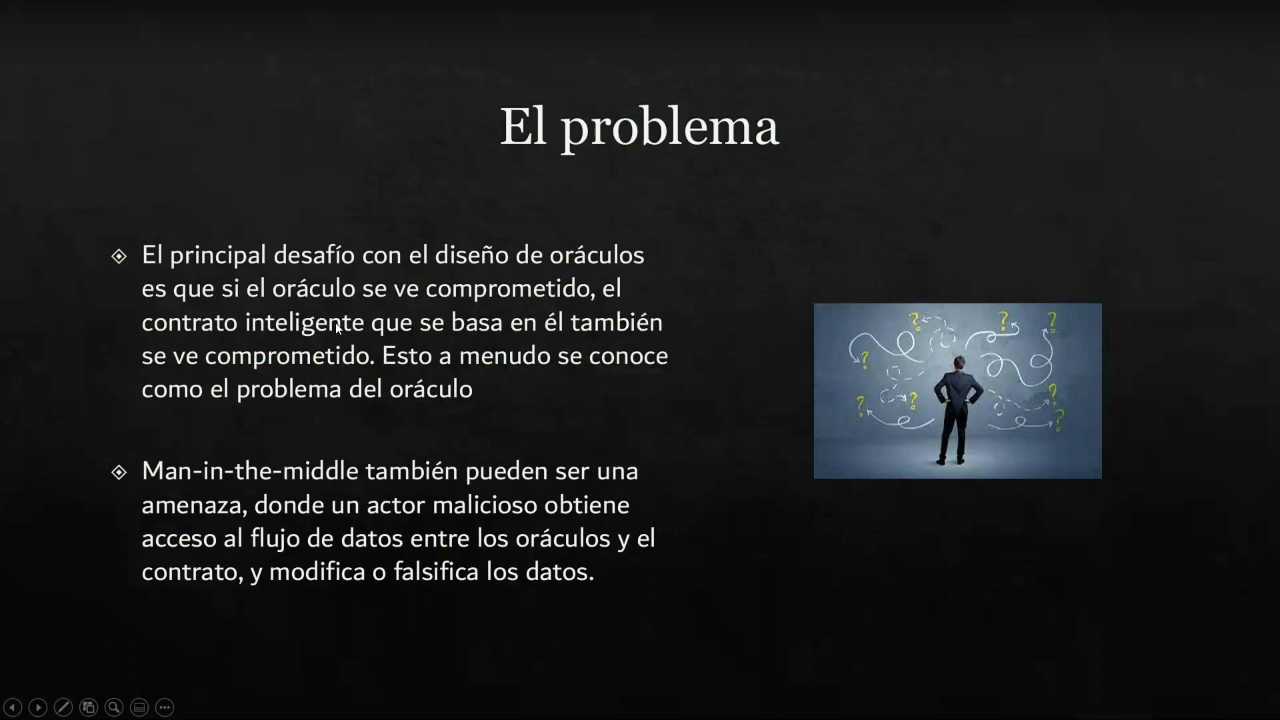 El problema
El principal desafío con el diseño de oráculos
es que si el oráculo se ve comprometido, el
contrato inteligente que se basa en él también
se ve comprometido. Esto a menudo se conoce
como el problema del oráculo
Man-in-the-middle también pueden ser una
amenaza, donde un actor malicioso obtiene
acceso al flujo de datos entre los oráculos y el
contrato, y modifica o falsifica los datos.
? ? ?
?
? ? ?
?